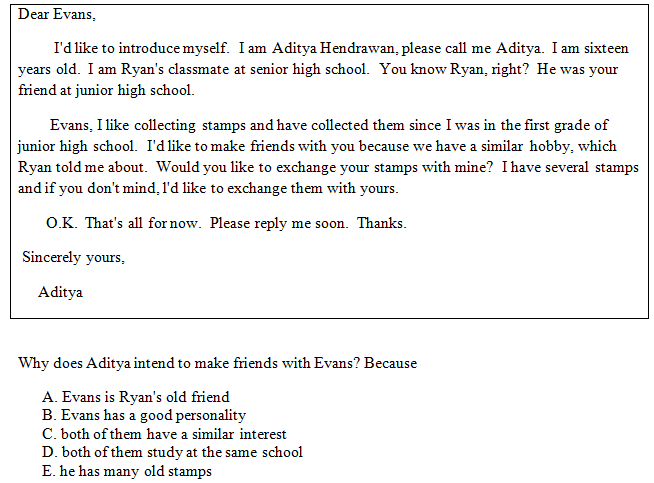 Dear Evans,
I'd like to introduce myself. I am Aditya Hendrawan, please call me Aditya. I am sixteen
years old. I am Ryan's classmate at senior high school. You know Ryan, right? He was your
friend at junior high school.
Evans, I like collecting stamps and have collected them since I was in the first grade of
junior high school. I'd like to make friends with you because we have a similar hobby, which
Ryan told me about. Would you like to exchange your stamps with mine? I have several stamps
and if you don't mind, I'd like to exchange them with yours.
O.K. That's all for now. Please reply me soon. Thanks.
Sincerely yours,
Aditya
Why does Aditya intend to make friends with Evans? Because
A. Evans is Ryan's old friend
B. Evans has a good personality
C. both of them have a similar interest
D. both of them study at the same school
E. he has many old stamps